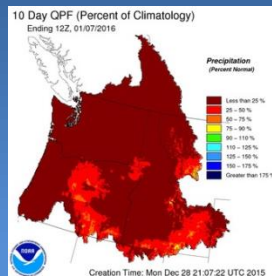 10 Day QPF (Percent of Climatology)
Ending 12Z, 01/07/2016
Precipitation
(Percent Normal)
Less than 25 %
25 – 50 %
50 – 75 %
75 – 90 %
90 – 110 %
110 – 125 %
125 – 150 %
150 – 175 %
Greater than 175 %
NOAA
Creation Time: Mon Dec 28 21:07:22 UTC 2015